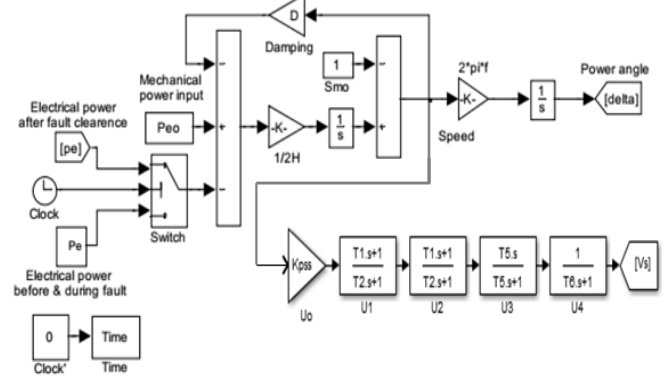 D
Damping
−
+
−
Mechanical
power input
Peo
1
Smo
−
+
-K-
1/2H
1
s
2*pi*f
-K-
Speed
1
s
Power angle
[delta]
Electrical power
after fault clearence
[pe]
Clock
Switch
Pe
Electrical power
before & during fault
Kpss
Uo
T1.s+1
T2.s+1
U1
T1.s+1
T2.s+1
U2
T5.s
T5.s+1
U3
1
T6.s+1
U4
[Vs]
0
Clock'
Time
Time